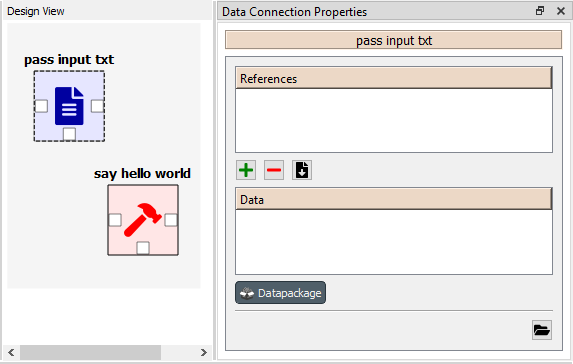 Design View
pass input txt
say hello world
Data Connection Properties
pass input txt
References
Data
Datapackage